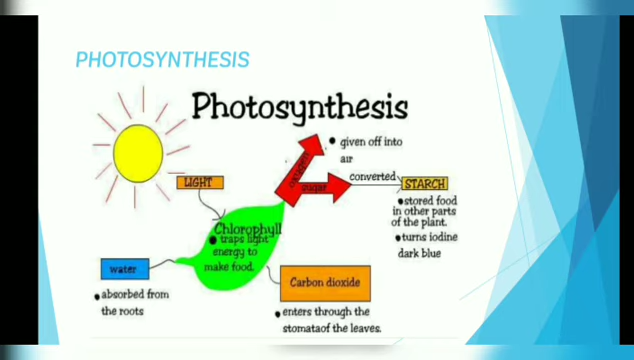 PHOTOSYNTHESIS
Photosynthesis
● given off into
air
oxygen
sugar
converted
STARCH
●stored food
in other parts
of the plant.
●turns iodine
dark blue
LIGHT
Chlorophyll
● traps light
energy to
make food.
water
●absorbed from
the roots
Carbon dioxide
●enters through the
stomataof the leaves.